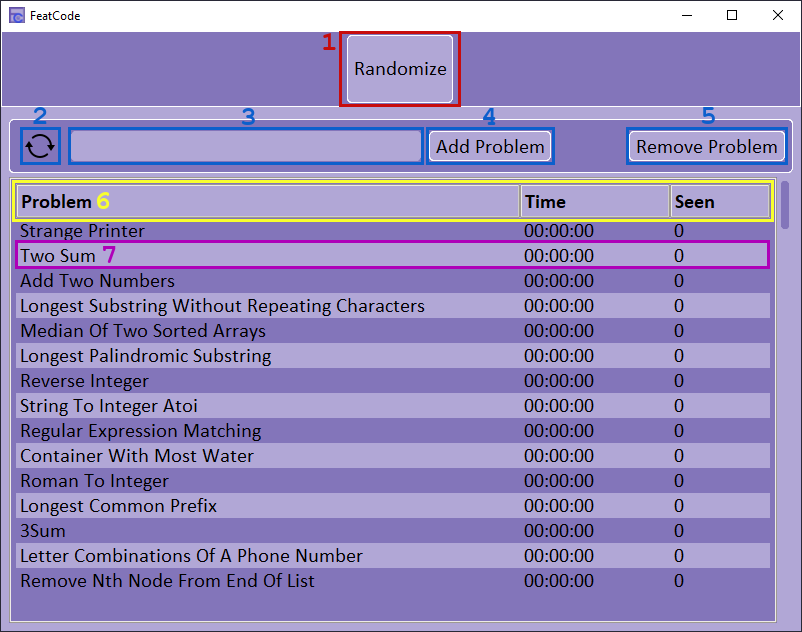 FeatCode
1 Randomize
2 3 4 5
Add Problem Remove Problem
Problem 6 Time Seen
Strange Printer 00:00:00 0
Two Sum 7 00:00:00 0
Add Two Numbers 00:00:00 0
Longest Substring Without Repeating Characters 00:00:00 0
Median Of Two Sorted Arrays 00:00:00 0
Longest Palindromic Substring 00:00:00 0
Reverse Integer 00:00:00 0
String To Integer Atoi 00:00:00 0
Regular Expression Matching 00:00:00 0
Container With Most Water 00:00:00 0
Roman To Integer 00:00:00 0
Longest Common Prefix 00:00:00 0
3Sum 00:00:00 0
Letter Combinations Of A Phone Number 00:00:00 0
Remove Nth Node From End Of List 00:00:00 0